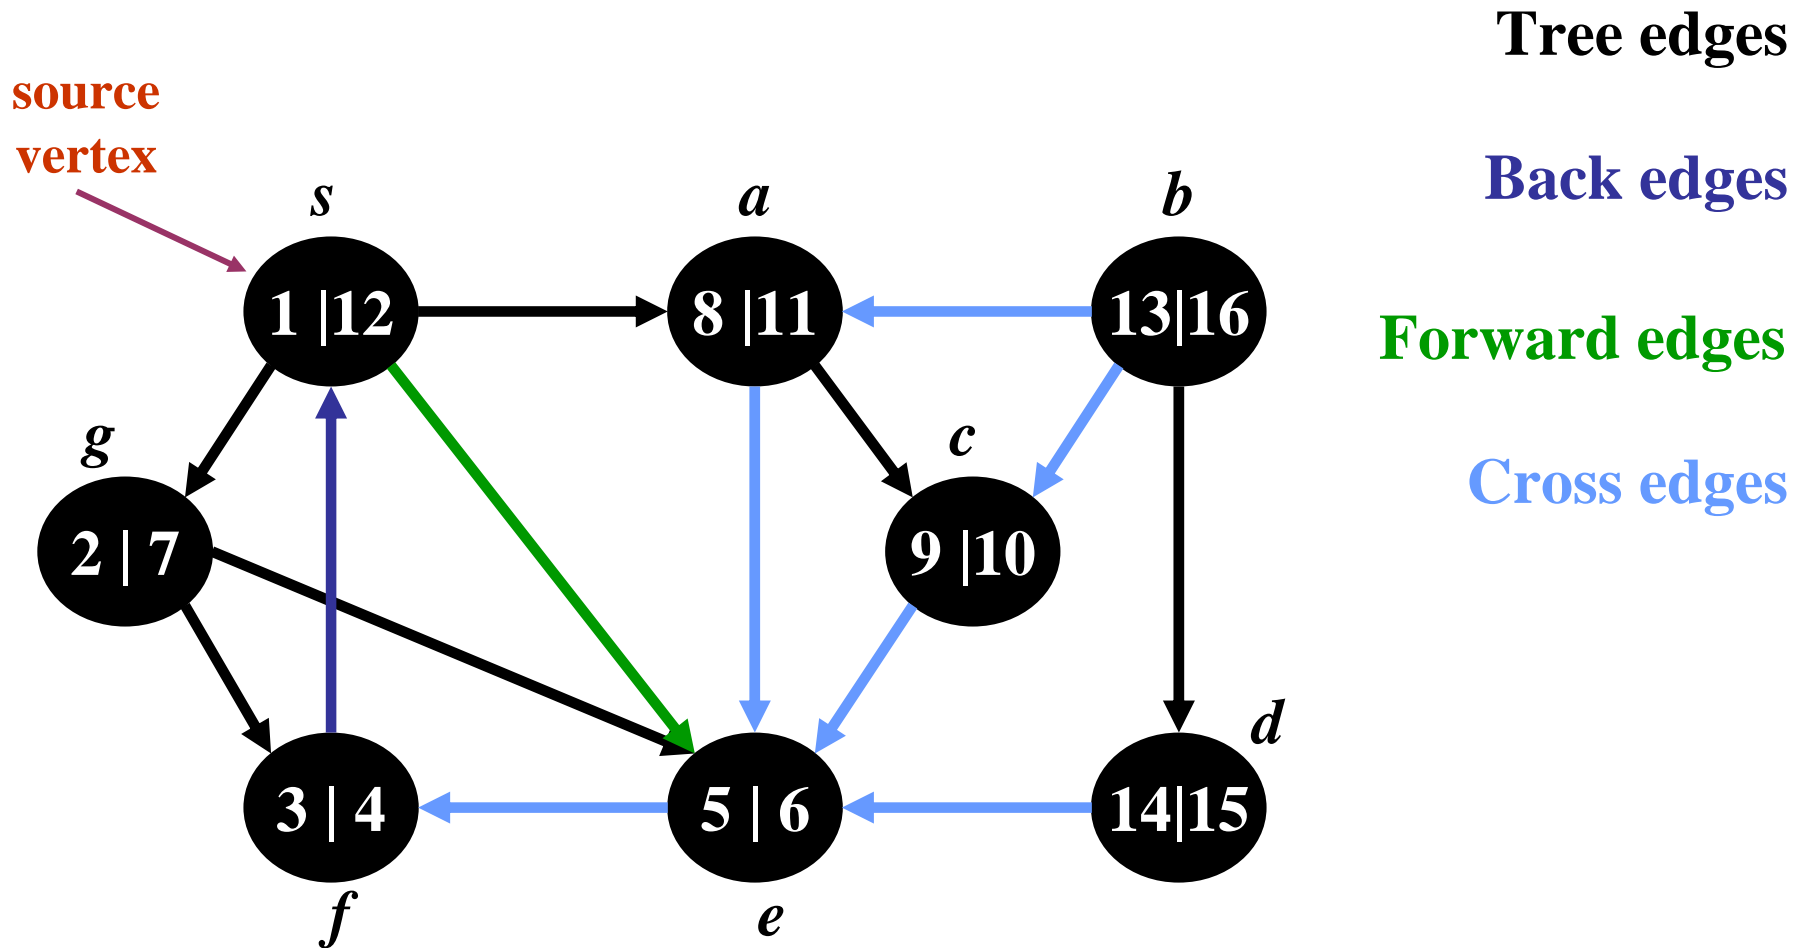 Tree edges
source
vertex
Back edges
s
a
b
1 |12
8 |11
13|16
Forward edges
g
c
Cross edges
2 | 7
9 |10
d
3 | 4
5 | 6
14|15
f
e